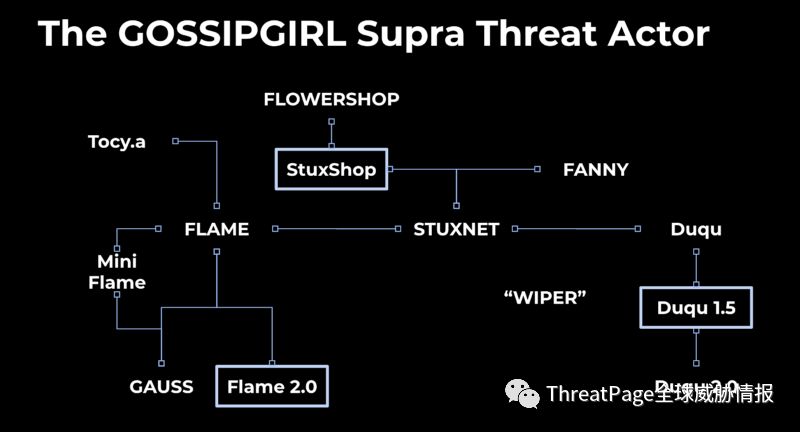 The GOSSIPGIRL Supra Threat Actor
FLOWERSHOP
Tocy.a
StuxShop
FANNY
FLAME
STUXNET
Duqu
Mini
Flame
"WIPER"
Duqu 1.5
GAUSS
Flame 2.0
Duqu 2.0
ThreatPage全球威胁情报